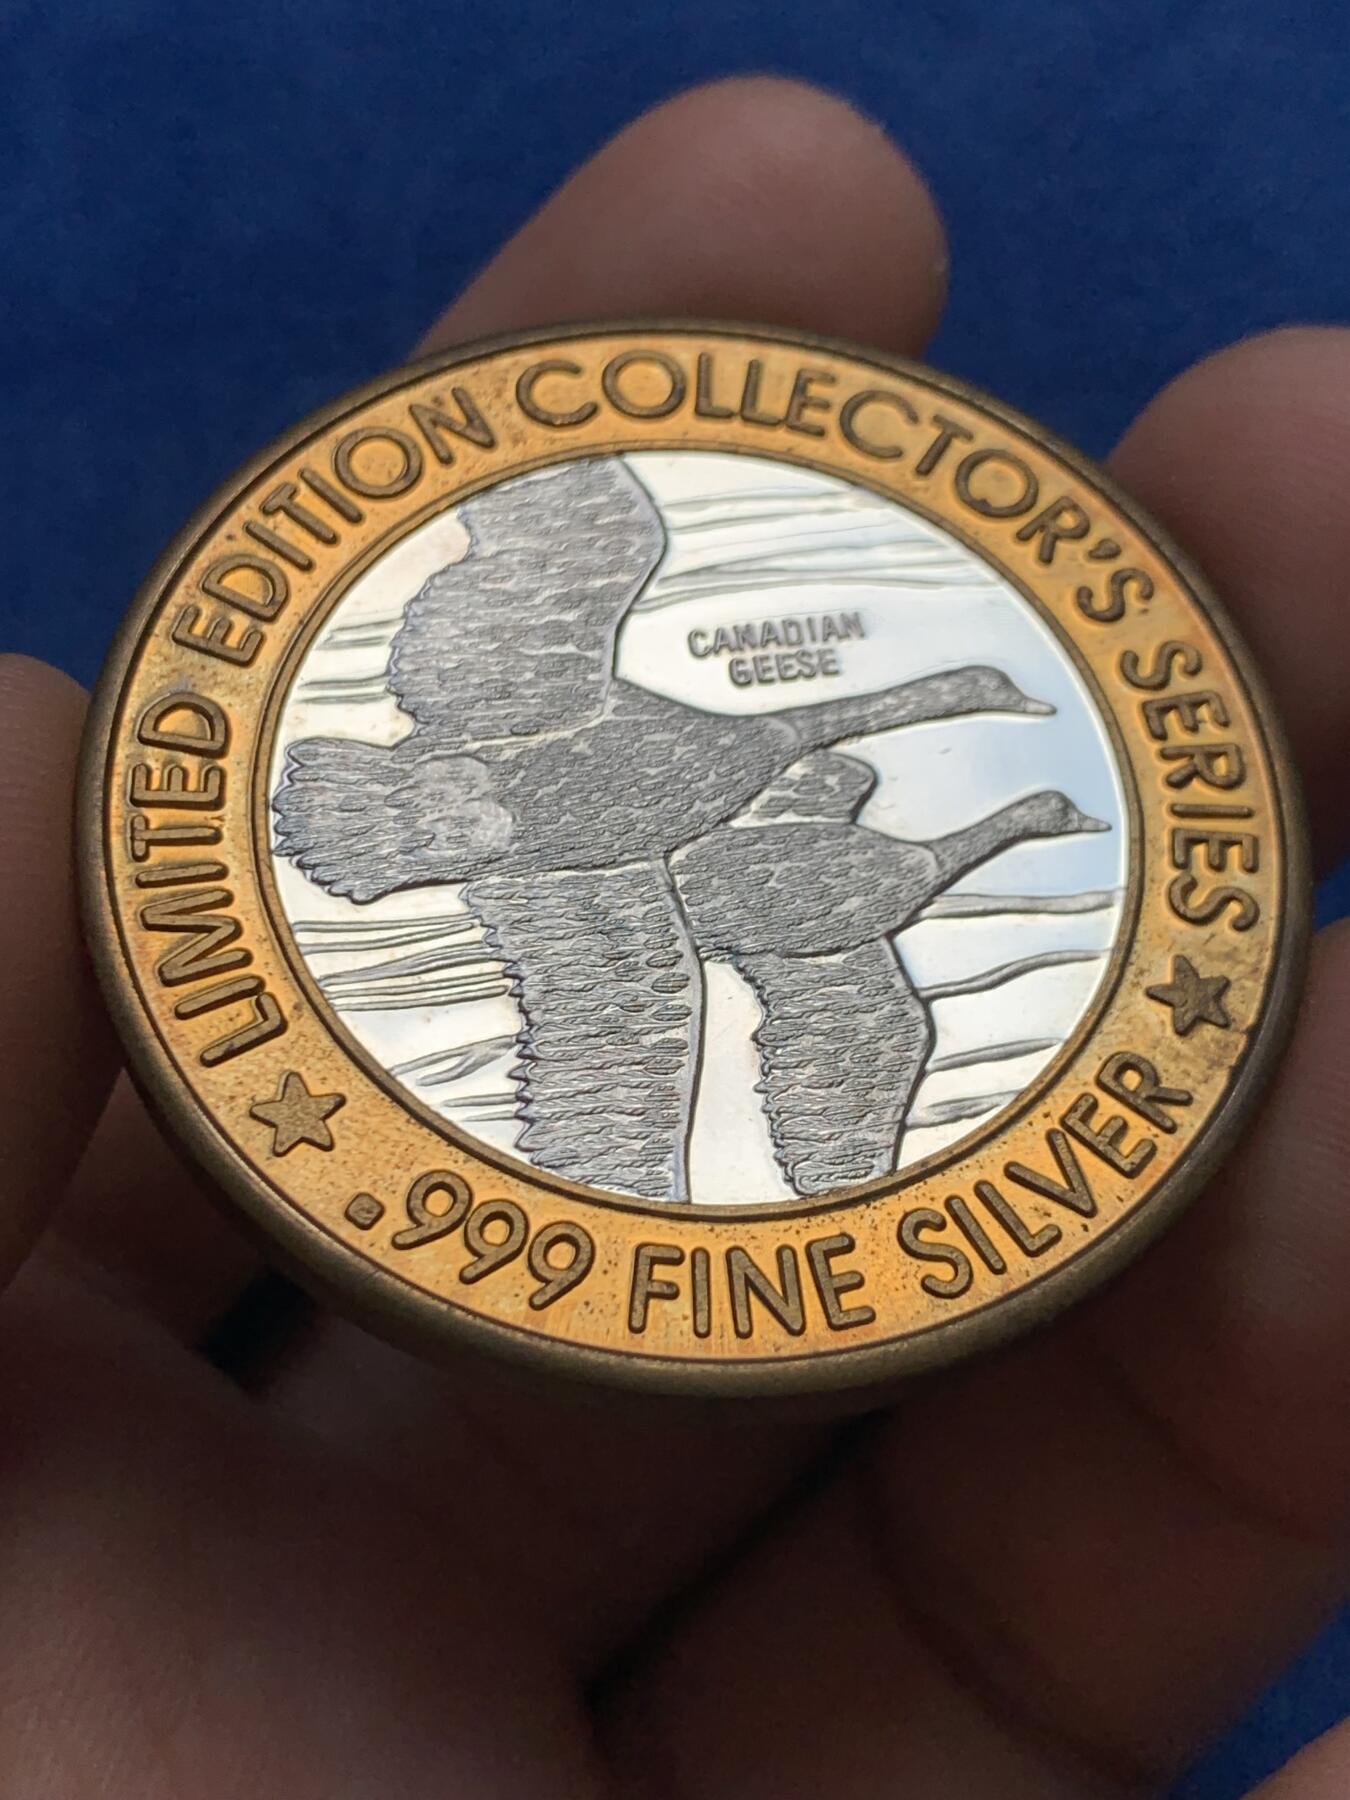 LIMITED EDITION COLLECTOR'S SERIES
CANADIAN
GEESE
.999 FINE SILVER